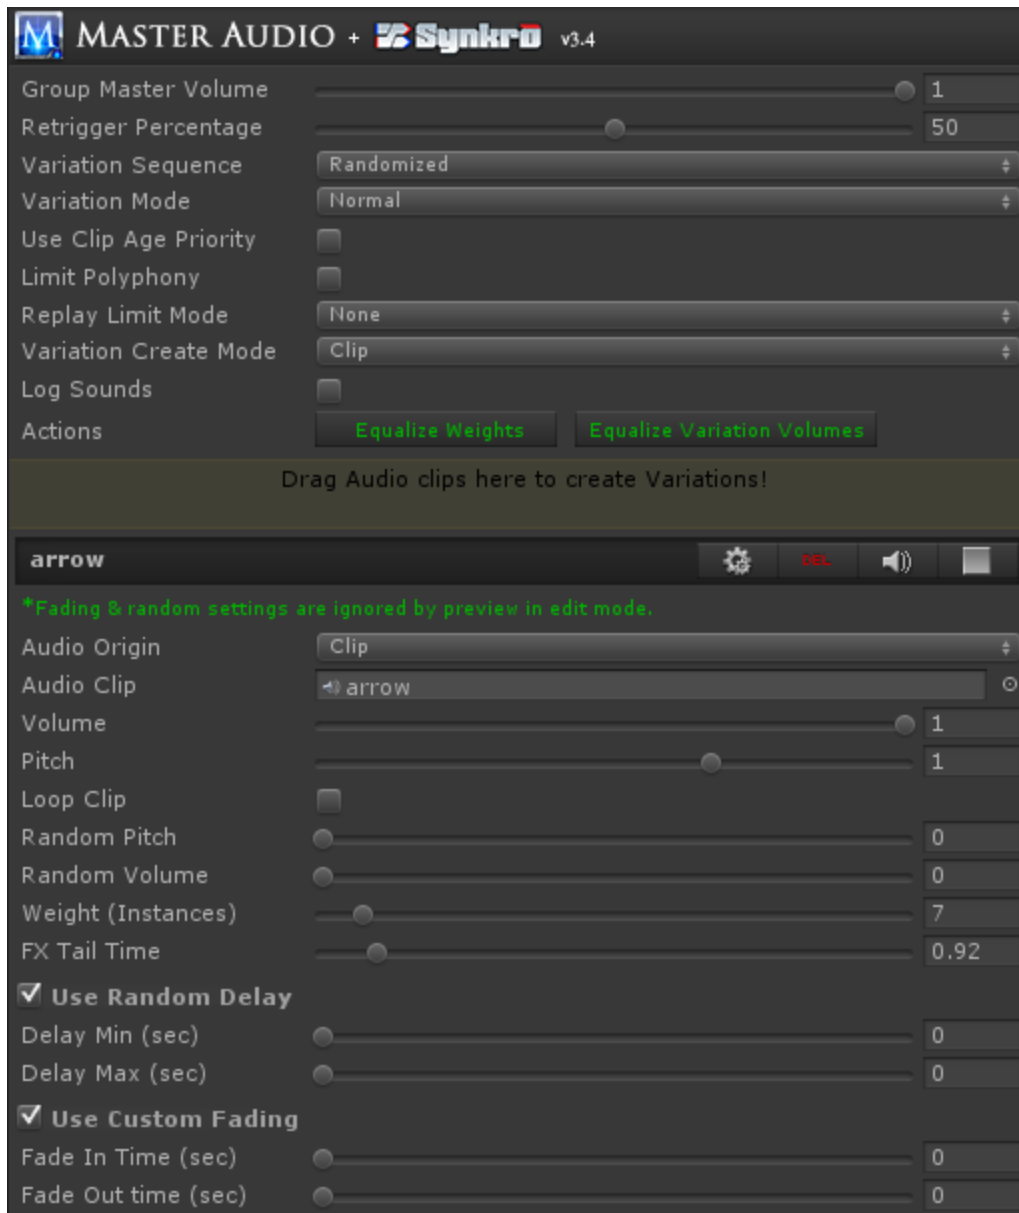 M MASTER AUDIO + Synkro v3.4
Group Master Volume 1
Retrigger Percentage 50
Variation Sequence Randomized
Variation Mode Normal
Use Clip Age Priority
Limit Polyphony
Replay Limit Mode None
Variation Create Mode Clip
Log Sounds
Actions Equalize Weights Equalize Variation Volumes
Drag Audio clips here to create Variations!
arrow DEL
*Fading & random settings are ignored by preview in edit mode.
Audio Origin Clip
Audio Clip arrow
Volume 1
Pitch 1
Loop Clip
Random Pitch 0
Random Volume 0
Weight (Instances) 7
FX Tail Time 0.92
Use Random Delay
Delay Min (sec) 0
Delay Max (sec) 0
Use Custom Fading
Fade In Time (sec) 0
Fade Out time (sec) 0